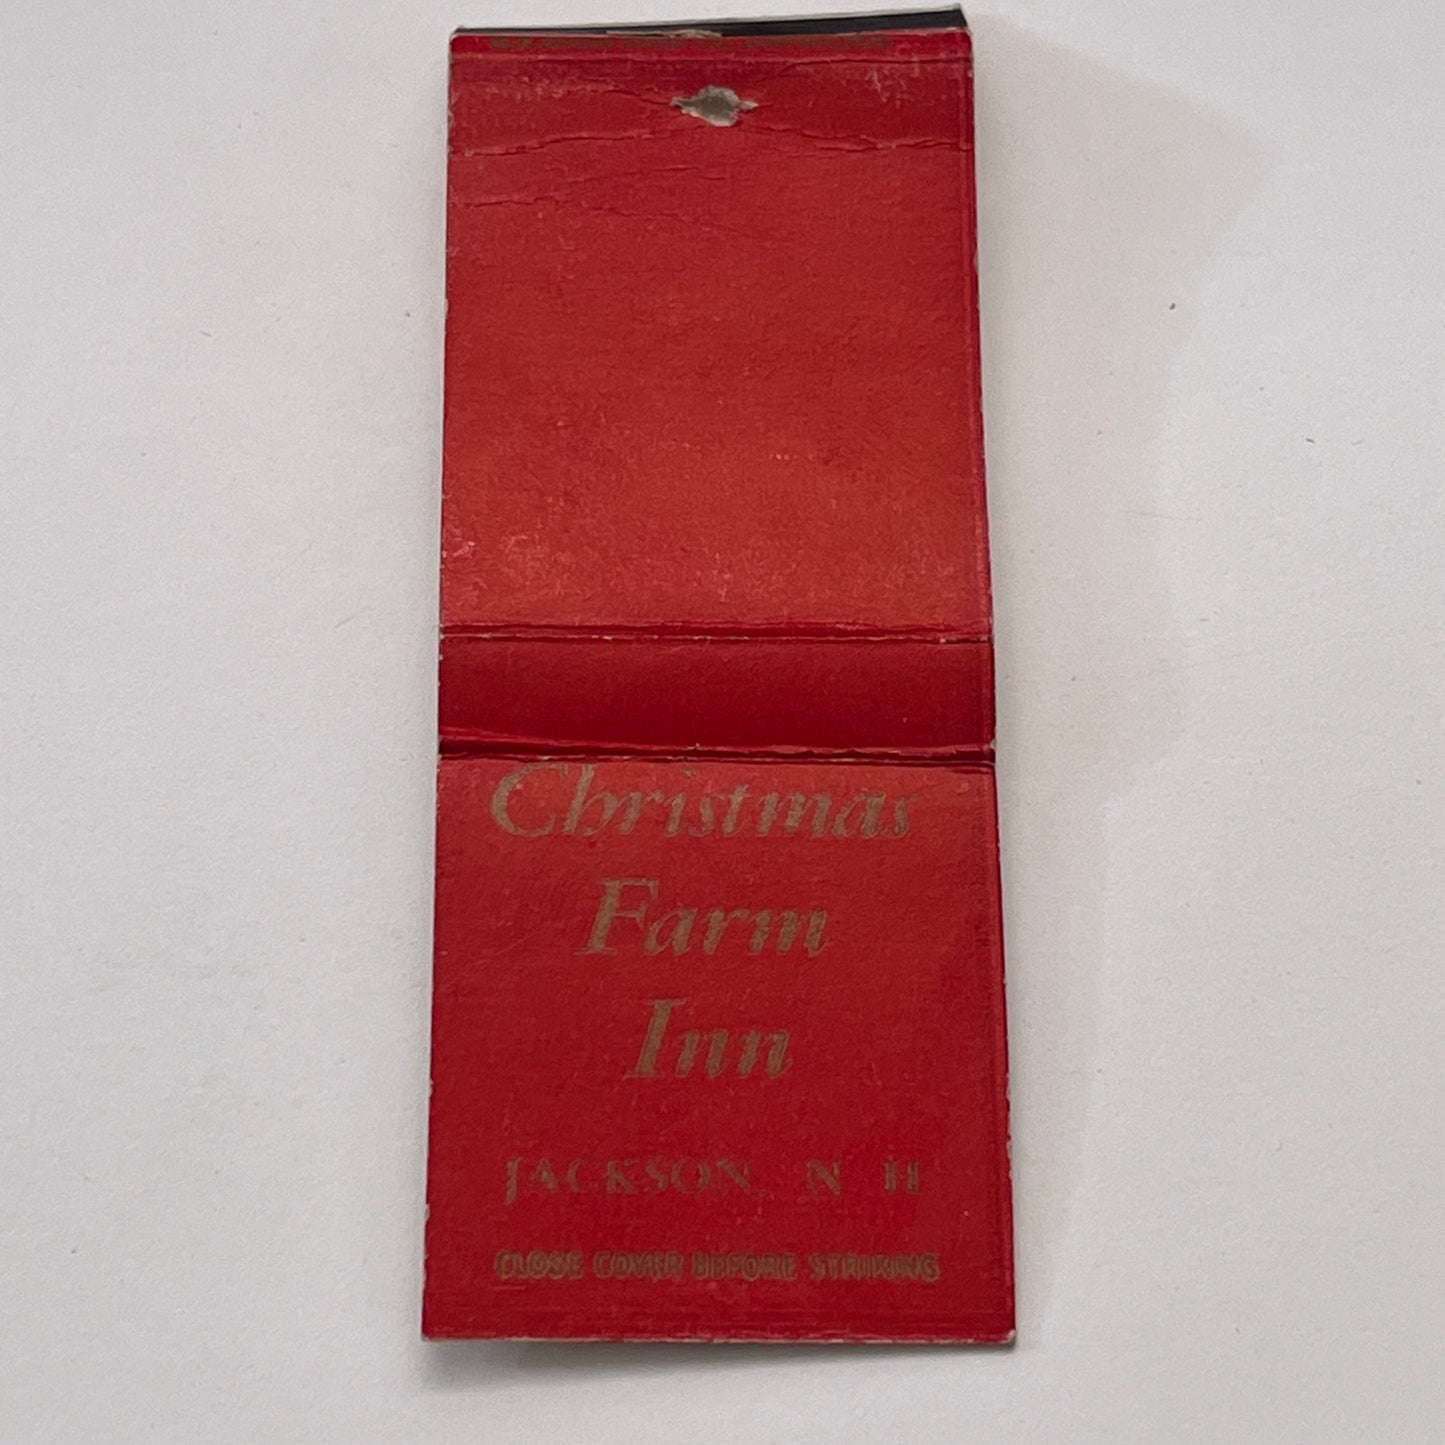 Christmas
Farm
Inn
JACKSON, N H
CLOSE COVER BEFORE STRIKING